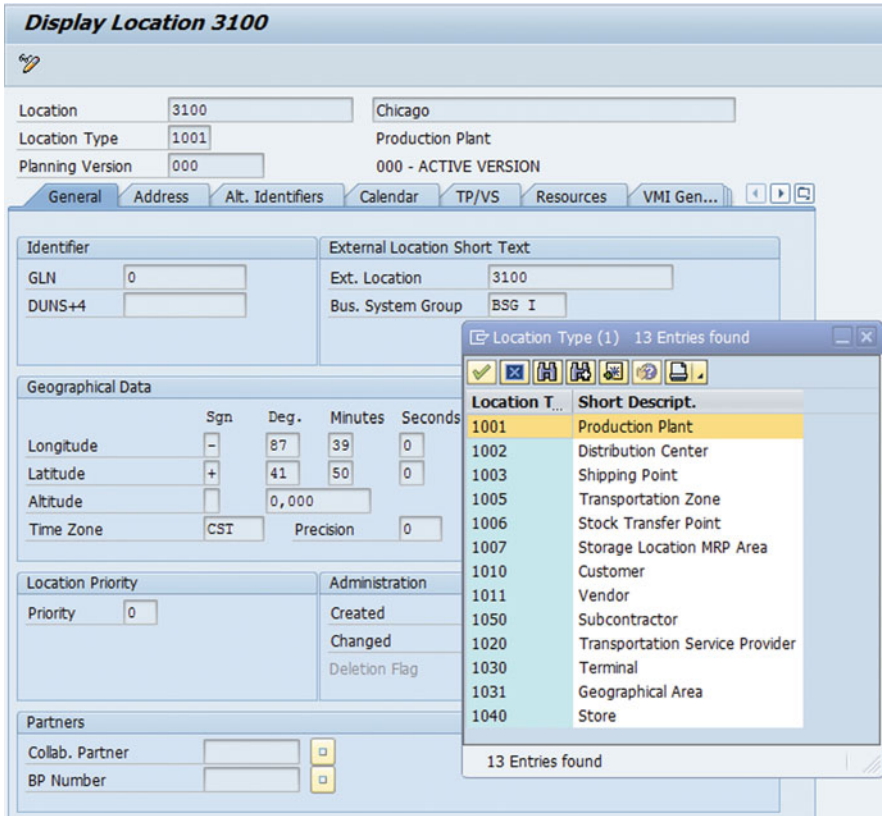 Display Location 3100
Location 3100 Chicago
Location Type 1001 Production Plant
Planning Version 000 000 - ACTIVE VERSION
General Address Alt. Identifiers Calendar TP/VS Resources VMI Gen...
Identifier External Location Short Text
GLN 0 Ext. Location 3100
DUNS+4 Bus. System Group BSG I
Geographical Data
Sgn Deg. Minutes Seconds
Longitude - 87 39 0
Latitude + 41 50 0
Altitude 0,000
Time Zone CST Precision 0
Location Priority Administration
Priority 0 Created
Changed
Deletion Flag
Partners
Collab. Partner
BP Number
Location Type (1) 13 Entries found
Location T... Short Descript.
1001 Production Plant
1002 Distribution Center
1003 Shipping Point
1005 Transportation Zone
1006 Stock Transfer Point
1007 Storage Location MRP Area
1010 Customer
1011 Vendor
1050 Subcontractor
1020 Transportation Service Provider
1030 Terminal
1031 Geographical Area
1040 Store
13 Entries found